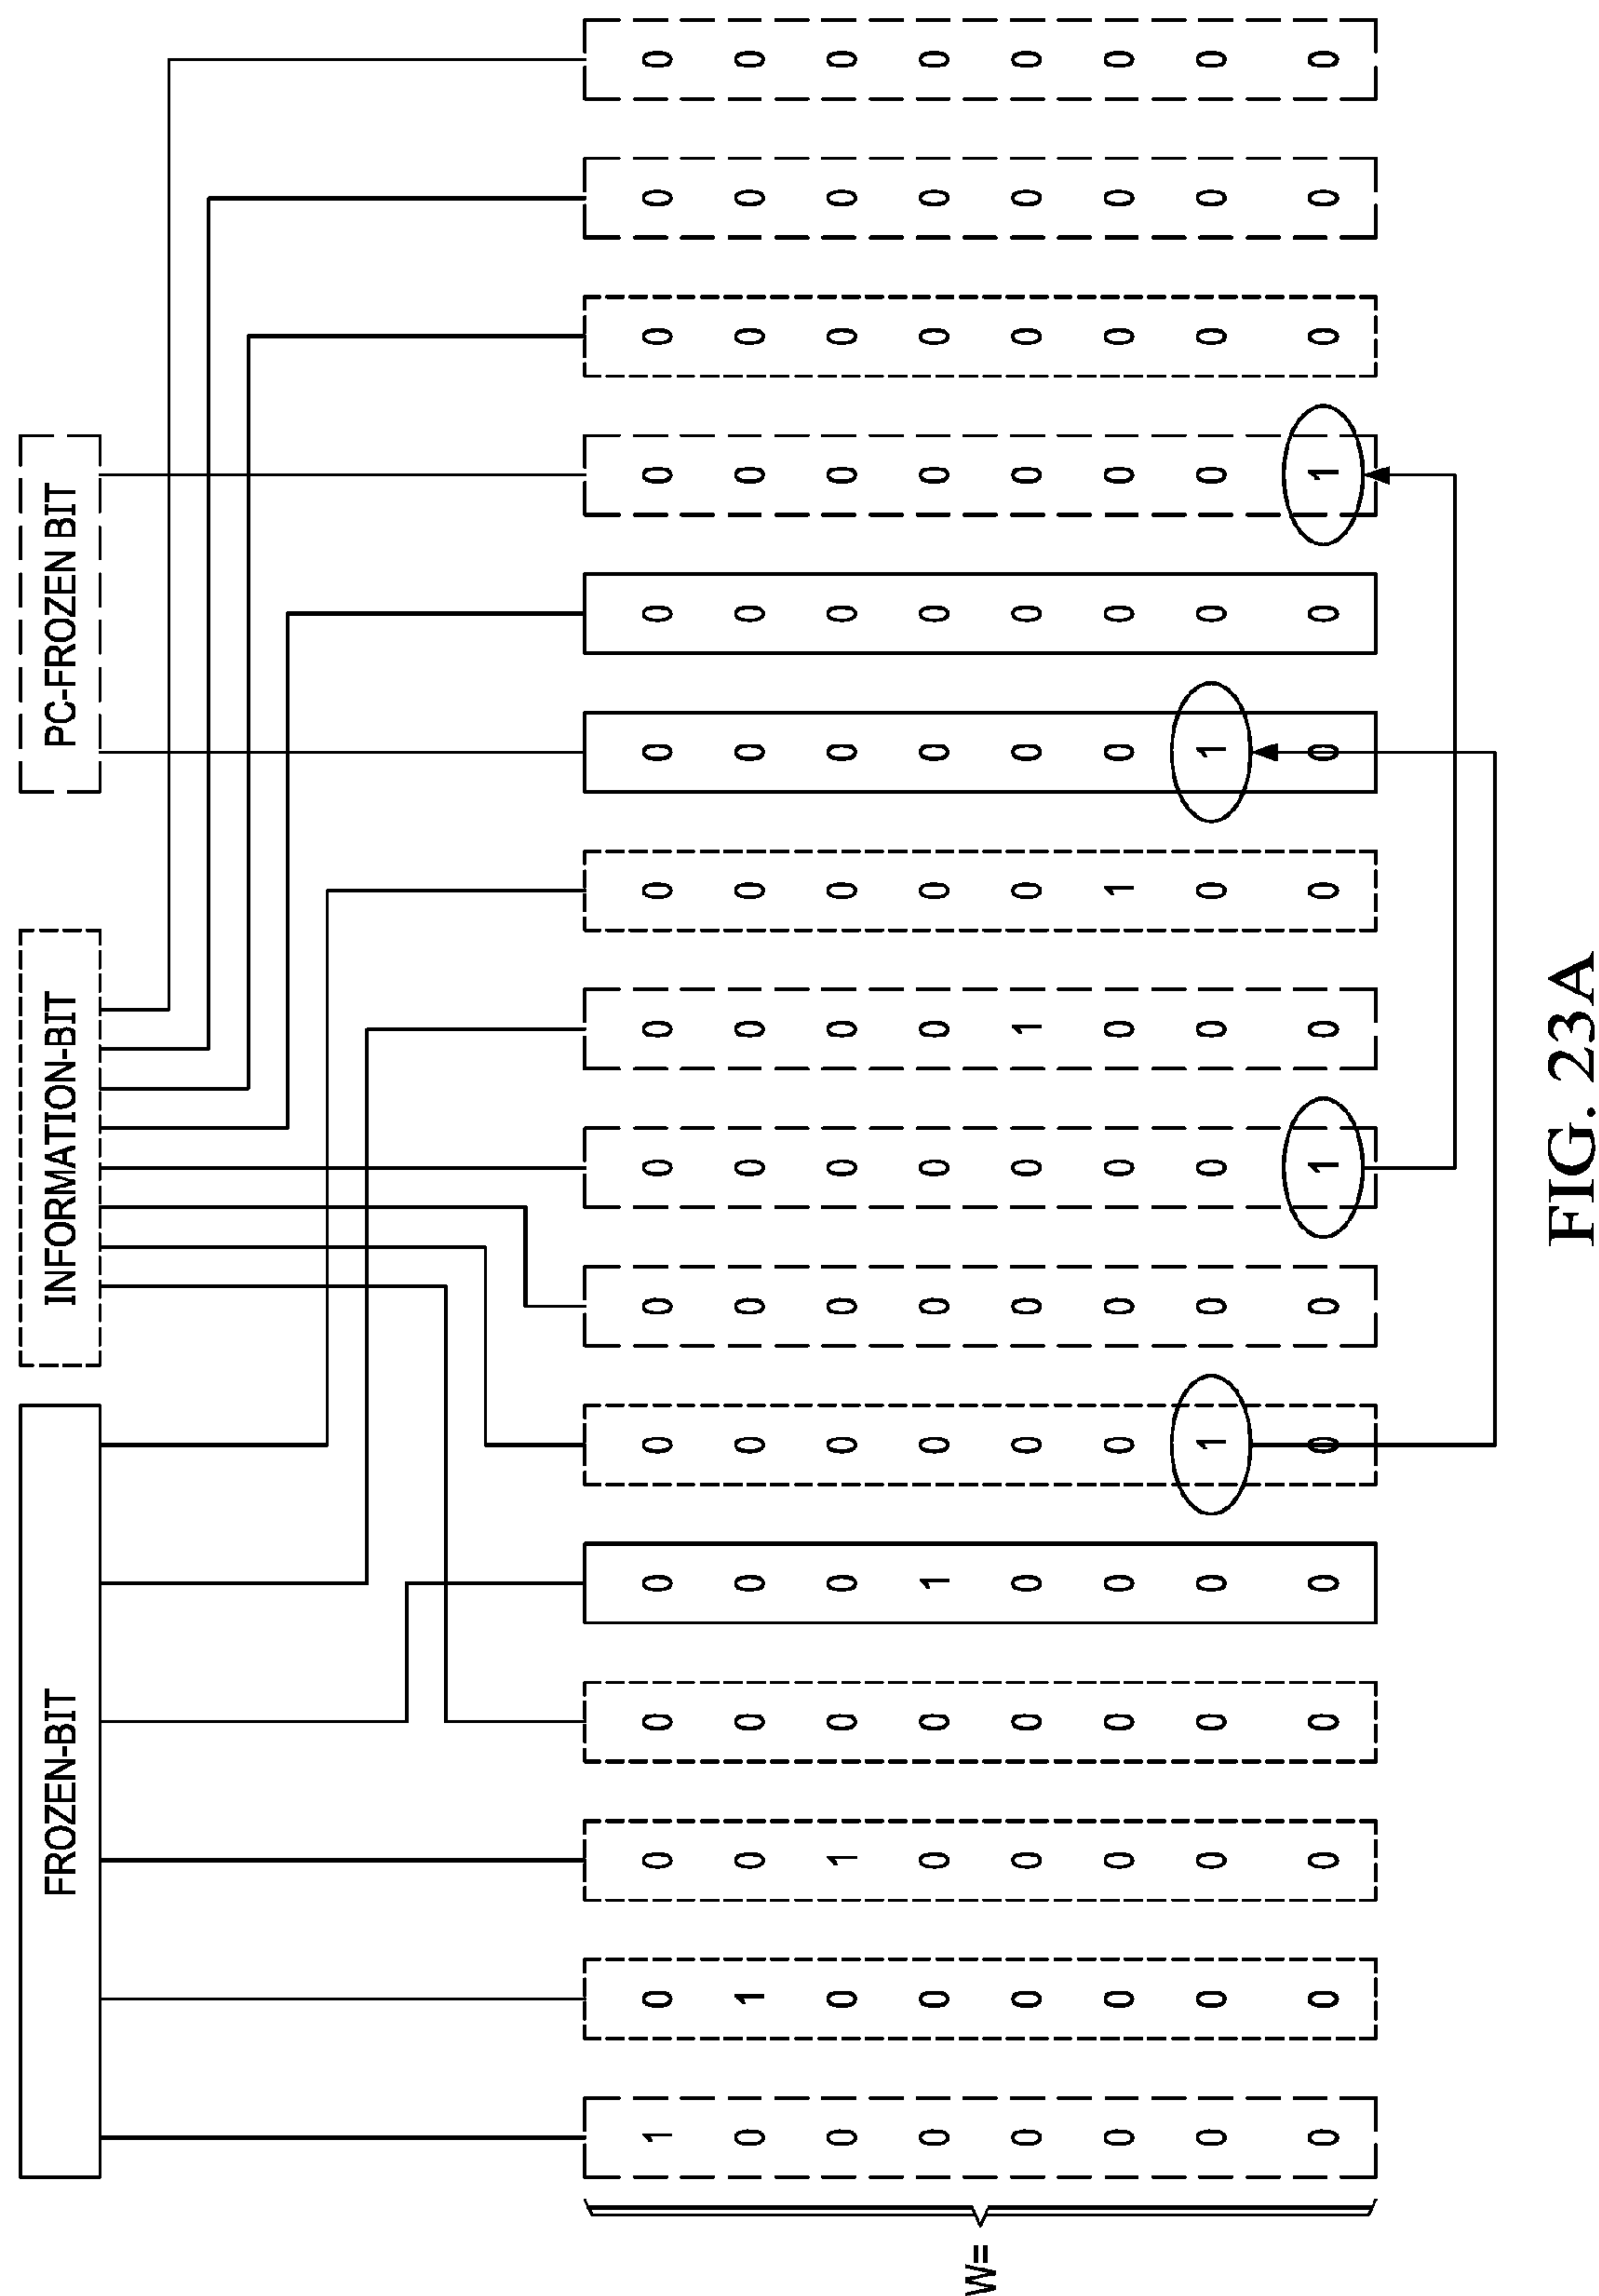 FROZEN-BIT INFORMATION-BIT PC-FROZEN BIT
W=
1 0 0 0 0 0 0 0 0 0 0 0 0 0 0 0
0 1 0 0 0 0 0 0 0 0 0 0 0 0 0 0
0 0 1 0 0 0 0 0 0 0 0 0 0 0 0 0
0 0 0 0 1 0 0 0 0 0 0 0 0 0 0 0
0 0 0 0 0 0 0 0 1 0 0 0 0 0 0 0
0 0 0 0 0 0 0 0 0 1 0 0 0 0 0 0
0 0 0 0 0 1 0 0 0 0 1 0 0 0 0 0
0 0 0 0 0 0 0 1 0 0 0 0 1 0 0 0
FIG. 23A